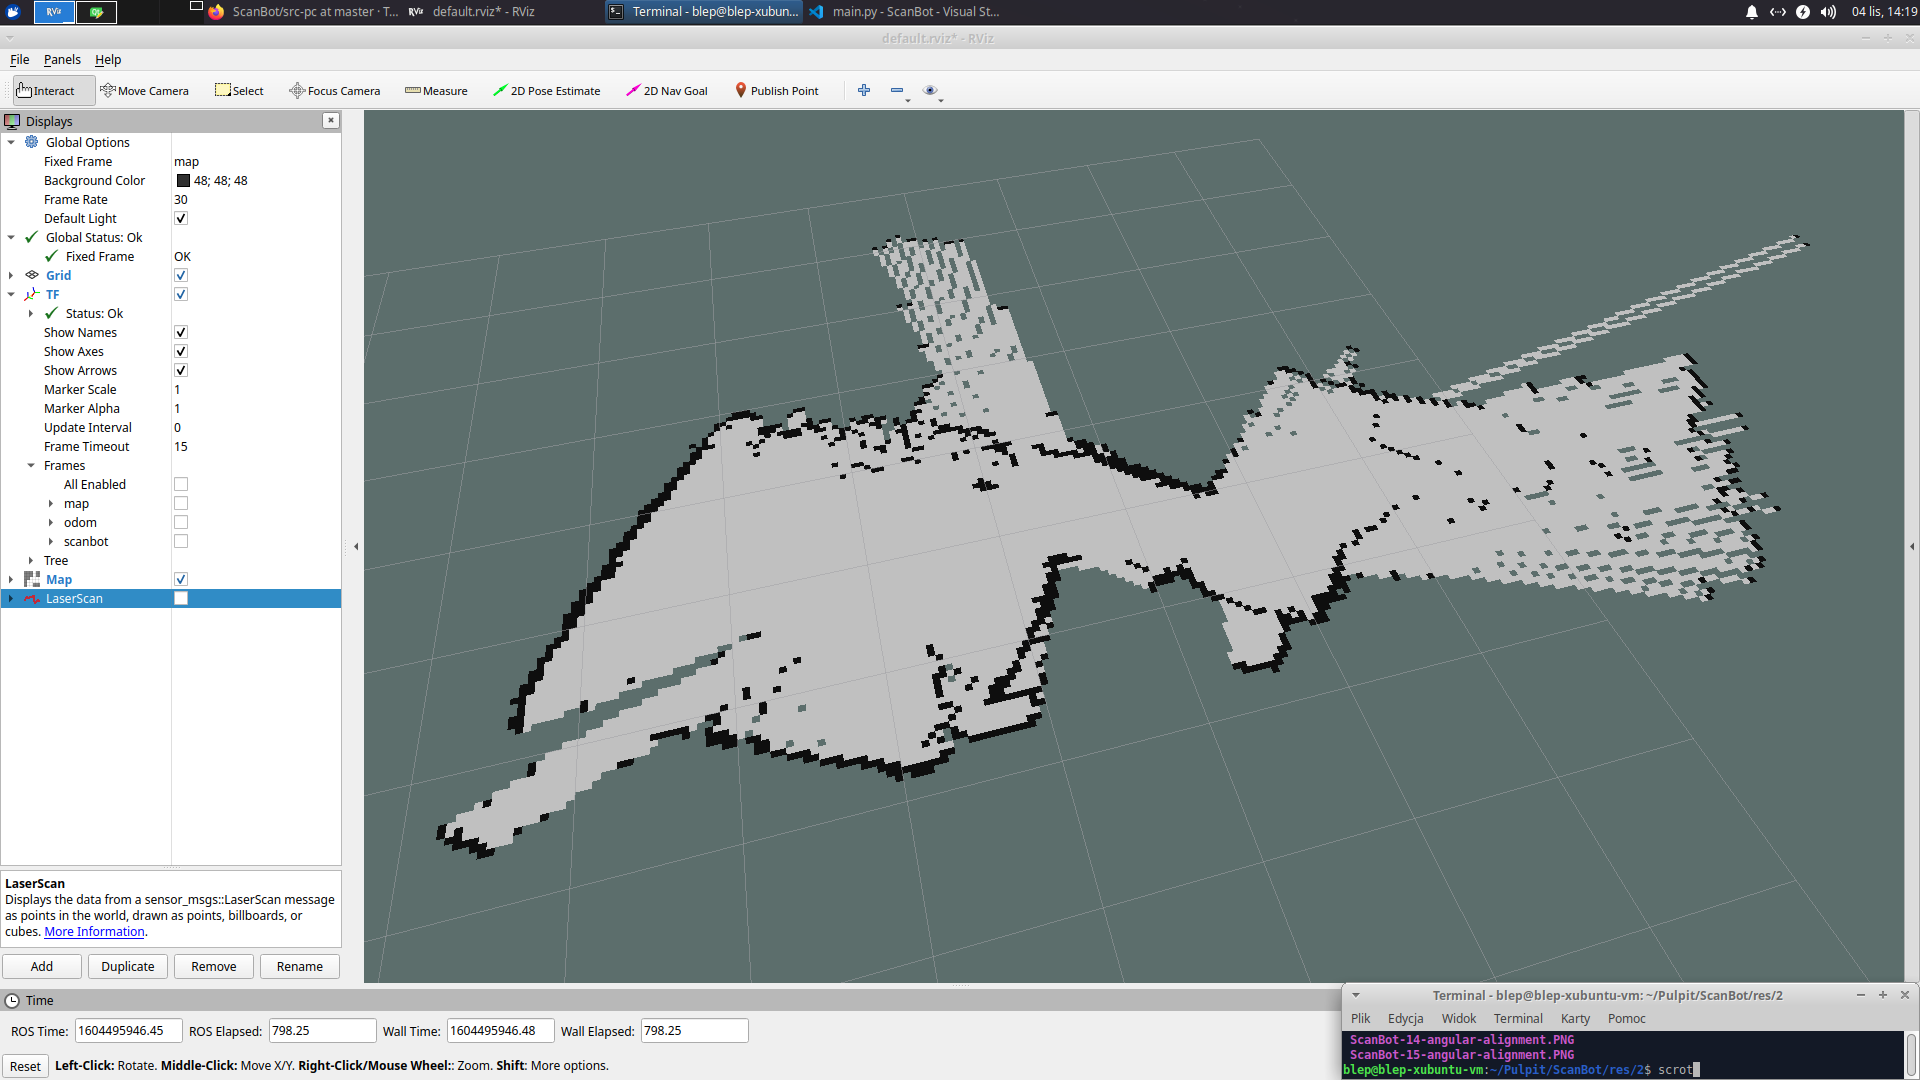 RViz
ScanBot/src-pc at master · T...
RViz default.rviz* - RViz
Terminal - blep@blep-xubun...
main.py - ScanBot - Visual St...
04 lis, 14:19
default.rviz* - RViz
File Panels Help
Interact Move Camera Select Focus Camera Measure 2D Pose Estimate 2D Nav Goal Publish Point
Displays
Global Options
Fixed Frame map
Background Color 48; 48; 48
Frame Rate 30
Default Light
Global Status: Ok
Fixed Frame OK
Grid
TF
Status: Ok
Show Names
Show Axes
Show Arrows
Marker Scale 1
Marker Alpha 1
Update Interval 0
Frame Timeout 15
Frames
All Enabled
map
odom
scanbot
Tree
Map
LaserScan
LaserScan
Displays the data from a sensor_msgs::LaserScan message
as points in the world, drawn as points, billboards, or
cubes. More Information.
Add Duplicate Remove Rename
Time
ROS Time: 1604495946.45 ROS Elapsed: 798.25 Wall Time: 1604495946.48 Wall Elapsed: 798.25
Reset Left-Click: Rotate. Middle-Click: Move X/Y. Right-Click/Mouse Wheel:: Zoom. Shift: More options.
Terminal - blep@blep-xubuntu-vm: ~/Pulpit/ScanBot/res/2
Plik Edycja Widok Terminal Karty Pomoc
ScanBot-14-angular-alignment.PNG
ScanBot-15-angular-alignment.PNG
blep@blep-xubuntu-vm:~/Pulpit/ScanBot/res/2$ scrot